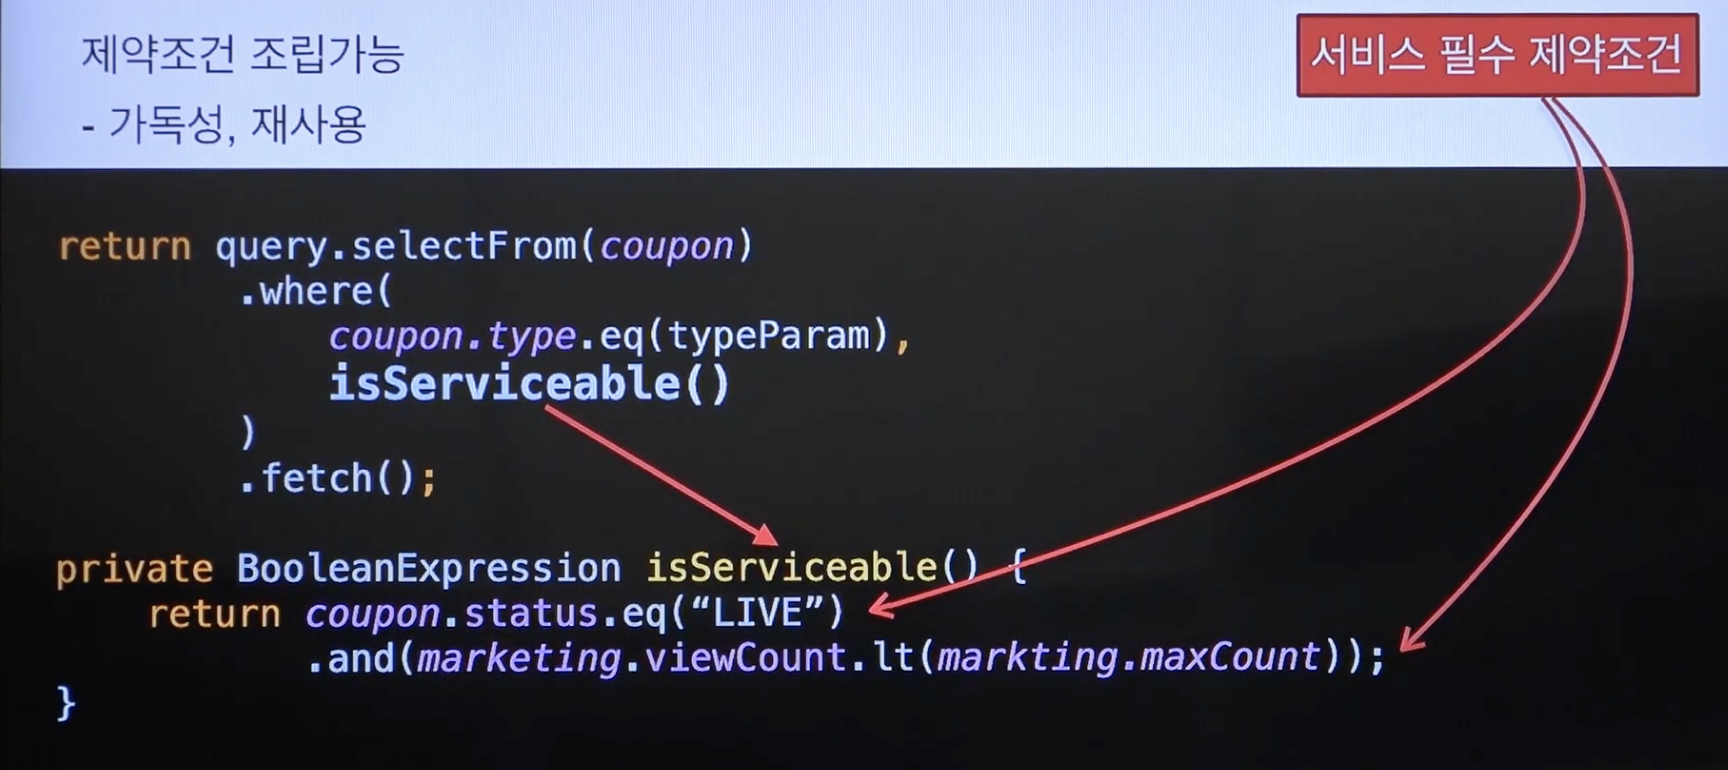 제약조건 조립가능
- 가독성, 재사용
서비스 필수 제약조건
return query.selectFrom(coupon)
.where(
coupon.type.eq(typeParam),
isServiceable()
)
.fetch();
private BooleanExpression isServiceable() {
return coupon.status.eq(“LIVE”)
.and(marketing.viewCount.lt(markting.maxCount));
}